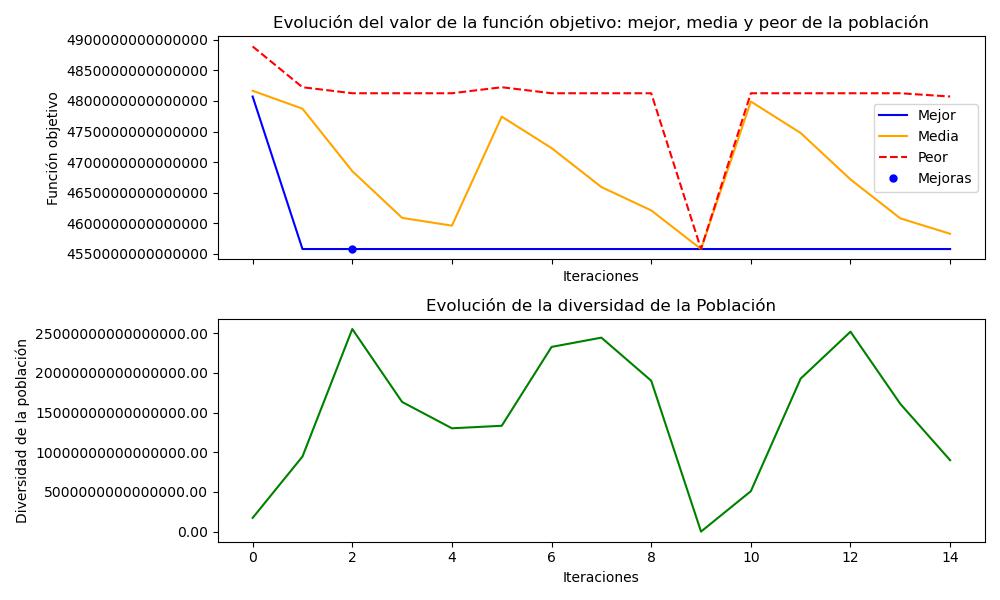 Evolución del valor de la función objetivo: mejor, media y peor de la población
Función objetivo
4900000000000000
4850000000000000
4800000000000000
4750000000000000
4700000000000000
4650000000000000
4600000000000000
4550000000000000
Mejor
Media
Peor
Mejoras
Iteraciones
Evolución de la diversidad de la Población
Diversidad de la población
25000000000000000.00
20000000000000000.00
15000000000000000.00
10000000000000000.00
5000000000000000.00
0.00
0 2 4 6 8 10 12 14
Iteraciones